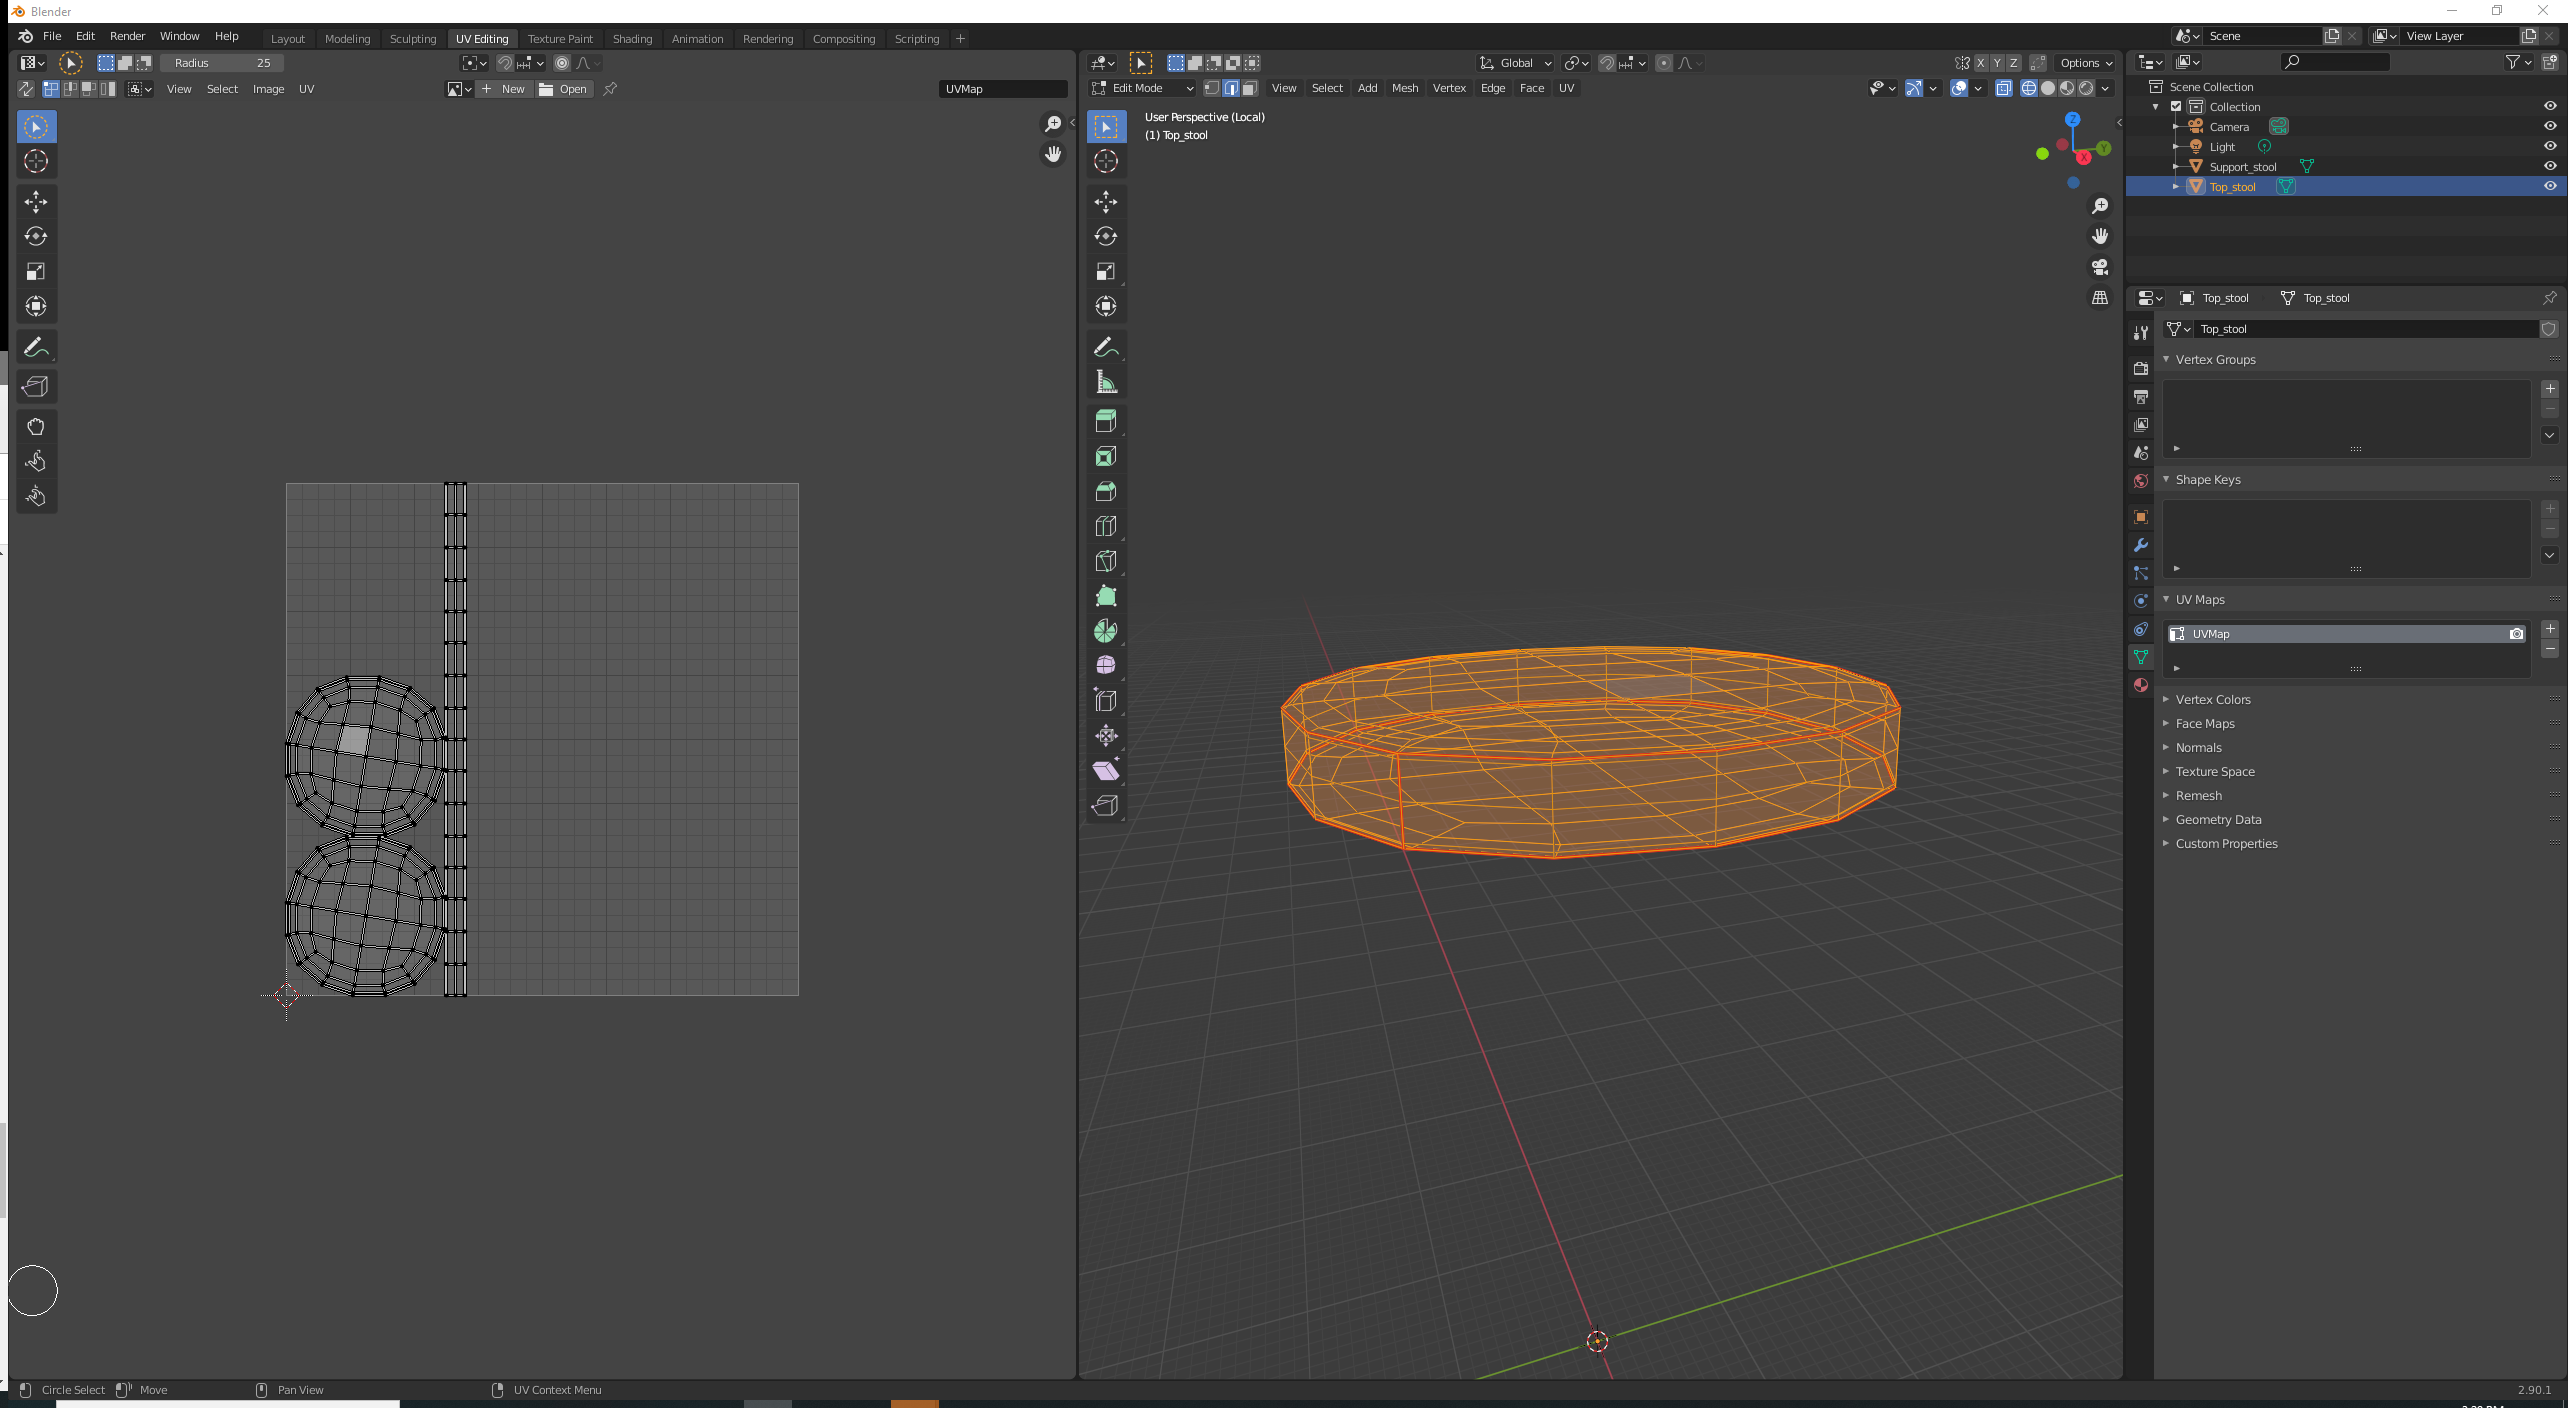 Blender
File Edit Render Window Help
Layout Modeling Sculpting UV Editing Texture Paint Shading Animation Rendering Compositing Scripting +
Scene
View Layer
Radius 25
View Select Image UV
New Open
UVMap
Global
X Y Z
Options
Edit Mode
View Select Add Mesh Vertex Edge Face UV
User Perspective (Local)
(1) Top_stool
Z
Y
X
Scene Collection
Collection
Camera
Light
Support_stool
Top_stool
Top_stool Top_stool
Top_stool
Vertex Groups
Shape Keys
UV Maps
UVMap
Vertex Colors
Face Maps
Normals
Texture Space
Remesh
Geometry Data
Custom Properties
Circle Select Move Pan View UV Context Menu
2.90.1